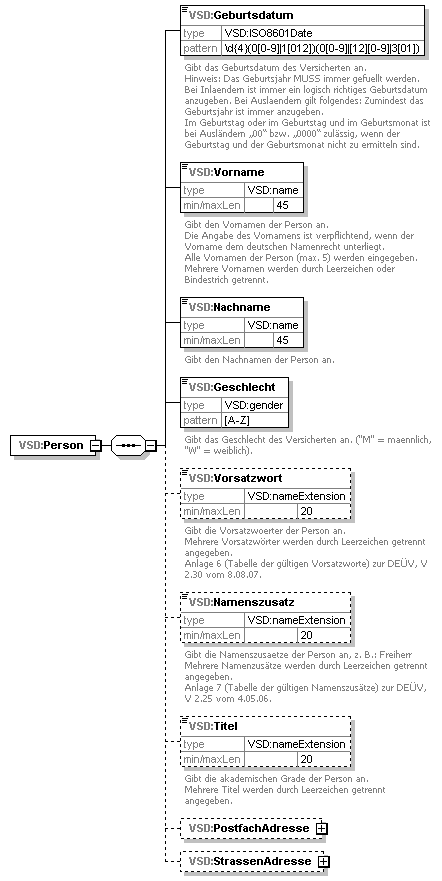 VSD:Geburtsdatum
type VSD:ISO8601Date
pattern \d{4}(0[0-9]|1[012])(0[0-9]|[12][0-9]|3[01])
Gibt das Geburtsdatum des Versicherten an.
Hinweis: Das Geburtsjahr MUSS immer gefuellt werden.
Bei Inlaendern ist immer ein logisch richtiges Geburtsdatum
anzugeben. Bei Auslaendern gilt folgendes: Zumindest das
Geburtsjahr ist immer anzugeben.
Im Geburtstag oder im Geburtstag und im Geburtsmonat ist
bei Ausländern „00“ bzw. „0000“ zulässig, wenn der
Geburtstag und der Geburtsmonat nicht zu ermitteln sind.
VSD:Vorname
type VSD:name
min/maxLen 45
Gibt den Vornamen der Person an.
Die Angabe des Vornamens ist verpflichtend, wenn der
Vorname dem deutschen Namenrecht unterliegt.
Alle Vornamen der Person (max. 5) werden eingegeben.
Mehrere Vornamen werden durch Leerzeichen oder
Bindestrich getrennt.
VSD:Nachname
type VSD:name
min/maxLen 45
Gibt den Nachnamen der Person an.
VSD:Geschlecht
type VSD:gender
pattern [A-Z]
Gibt das Geschlecht des Versicherten an. ("M" = maennlich,
"W" = weiblich).
VSD:Person
VSD:Vorsatzwort
type VSD:nameExtension
min/maxLen 20
Gibt die Vorsatzwoerter der Person an.
Mehrere Vorsatzwörter werden durch Leerzeichen getrennt
angegeben.
Anlage 6 (Tabelle der gültigen Vorsatzworte) zur DEÜV, V
2.30 vom 8.08.07.
VSD:Namenszusatz
type VSD:nameExtension
min/maxLen 20
Gibt die Namenszusaetze der Person an, z. B.: Freiherr
Mehrere Namenzusätze werden durch Leerzeichen getrennt
angegeben.
Anlage 7 (Tabelle der gültigen Namenszusätze) zur DEÜV,
V 2.25 vom 4.05.06.
VSD:Titel
type VSD:nameExtension
min/maxLen 20
Gibt die akademischen Grade der Person an.
Mehrere Titel werden durch Leerzeichen getrennt
angegeben.
VSD:PostfachAdresse
VSD:StrassenAdresse